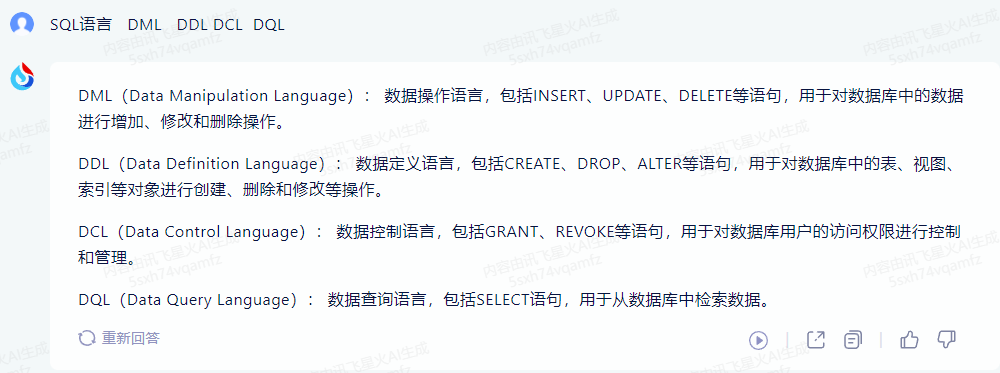 SQL语言 DML DDL DCL DQL
DML（Data Manipulation Language）： 数据操作语言，包括INSERT、UPDATE、DELETE等语句，用于对数据库中的数据
进行增加、修改和删除操作。
DDL（Data Definition Language）： 数据定义语言，包括CREATE、DROP、ALTER等语句，用于对数据库中的表、视图、
索引等对象进行创建、删除和修改等操作。
DCL（Data Control Language）： 数据控制语言，包括GRANT、REVOKE等语句，用于对数据库用户的访问权限进行控制
和管理。
DQL（Data Query Language）： 数据查询语言，包括SELECT语句，用于从数据库中检索数据。
重新回答
内容由讯飞星火AI生成
5sxh74vqamfz